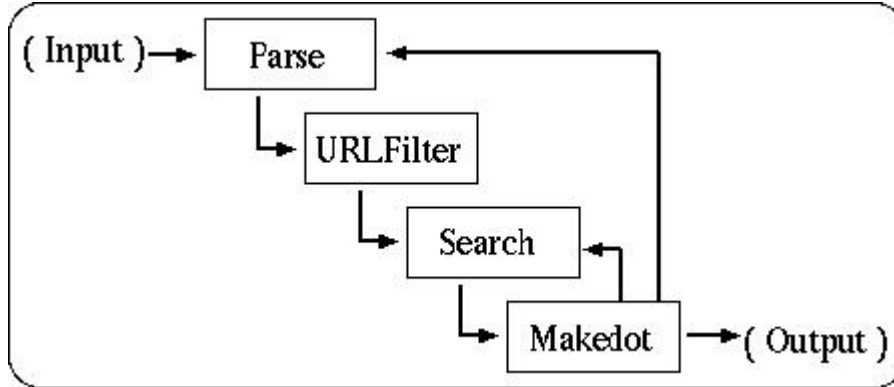 ( Input )
Parse
URLFilter
Search
Makedot
( Output )